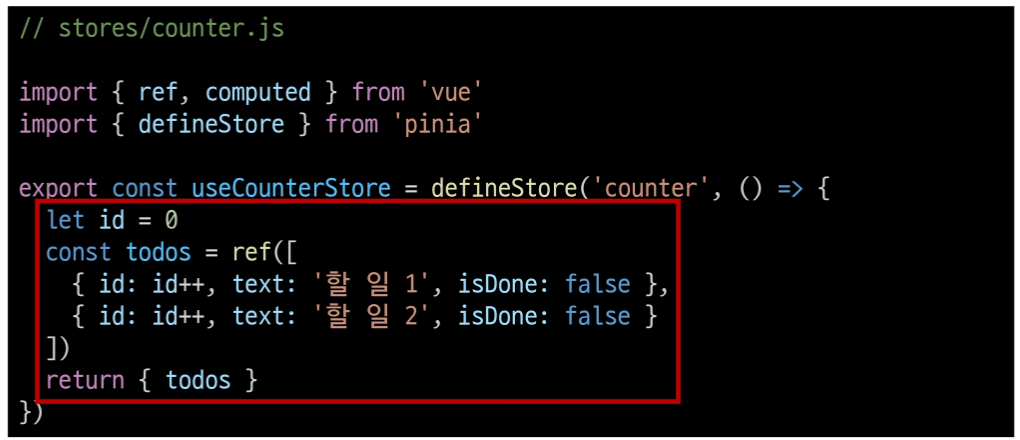 // stores/counter.js
import { ref, computed } from 'vue'
import { defineStore } from 'pinia'
export const useCounterStore = defineStore('counter', () => {
let id = 0
const todos = ref([
{ id: id++, text: '할 일 1', isDone: false },
{ id: id++, text: '할 일 2', isDone: false }
])
return { todos }
})